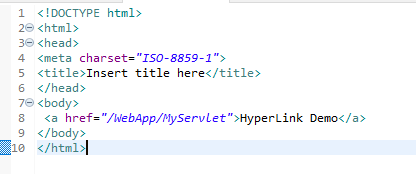 1 <!DOCTYPE html>
2 <html>
3 <head>
4 <meta charset="ISO-8859-1">
5 <title>Insert title here</title>
6 </head>
7 <body>
8 <a href="/WebApp/MyServlet">HyperLink Demo</a>
9 </body>
10 </html>